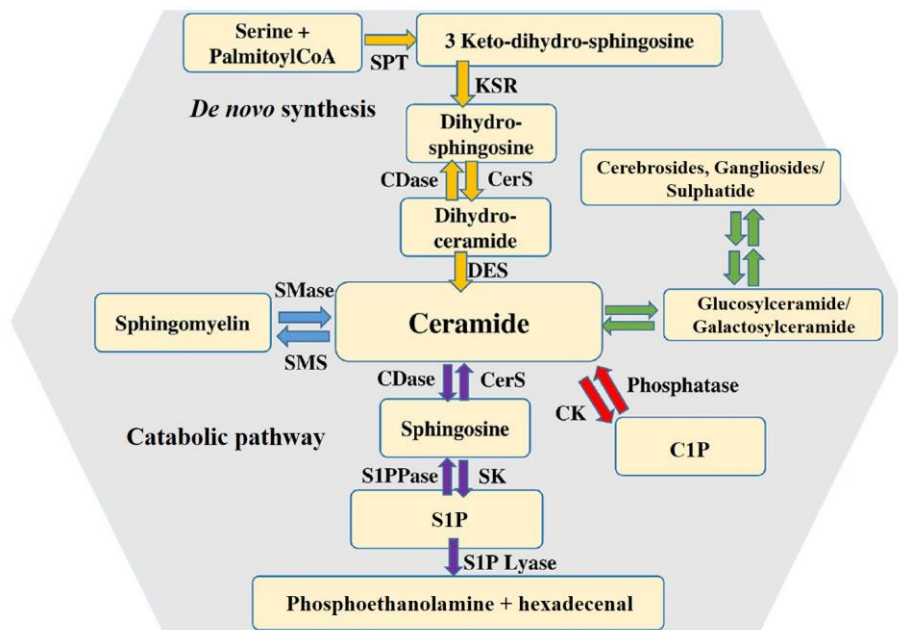 Serine +
PalmitoylCoA
SPT
3 Keto-dihydro-sphingosine
KSR
De novo synthesis
Dihydro-
sphingosine
CDase
CerS
Cerebrosides, Gangliosides/
Sulphatide
Dihydro-
ceramide
DES
SMase
Sphingomyelin
SMS
Ceramide
Glucosylceramide/
Galactosylceramide
CDase
CerS
Phosphatase
CK
C1P
Catabolic pathway
Sphingosine
S1PPase
SK
S1P
S1P Lyase
Phosphoethanolamine + hexadecenal